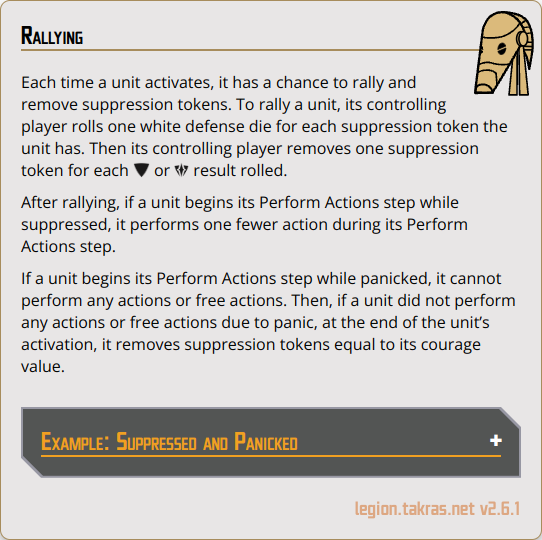 Rallying
Each time a unit activates, it has a chance to rally and
remove suppression tokens. To rally a unit, its controlling
player rolls one white defense die for each suppression token the
unit has. Then its controlling player removes one suppression
token for each or result rolled.
After rallying, if a unit begins its Perform Actions step while
suppressed, it performs one fewer action during its Perform
Actions step.
If a unit begins its Perform Actions step while panicked, it cannot
perform any actions or free actions. Then, if a unit did not perform
any actions or free actions due to panic, at the end of the unit’s
activation, it removes suppression tokens equal to its courage
value.
Example: Suppressed and Panicked +
legion.takras.net v2.6.1